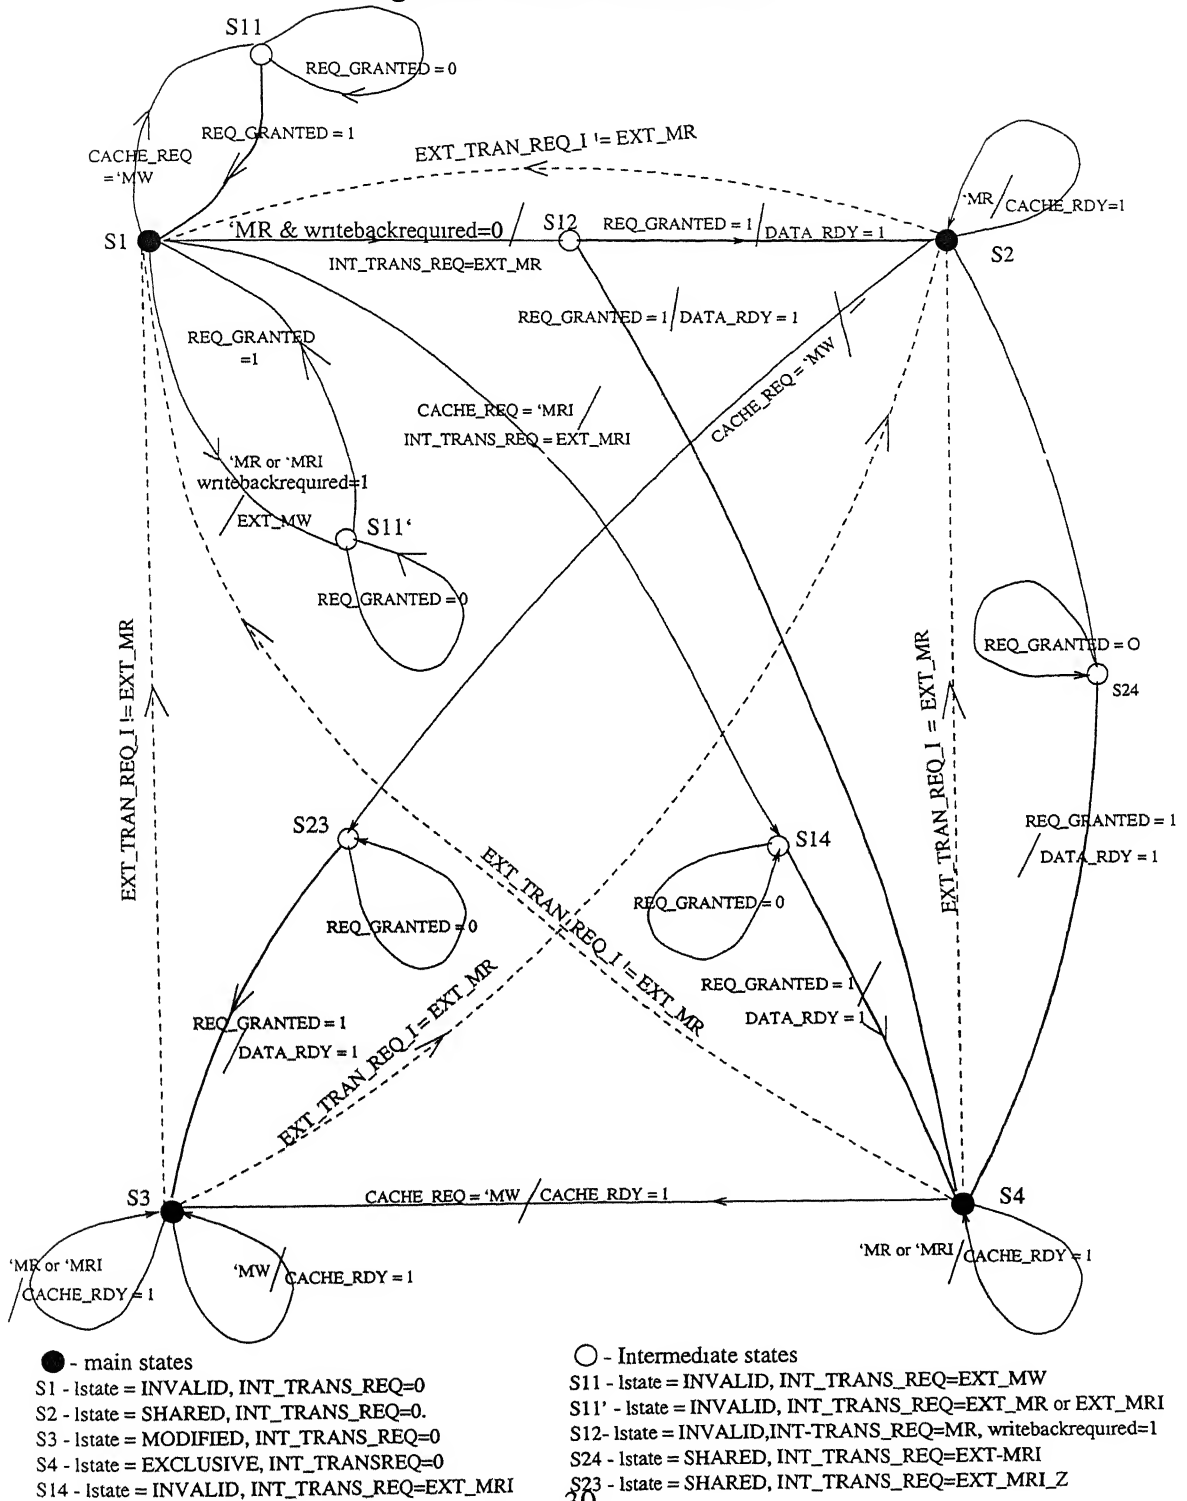 S11
REQ_GRANTED = 0
REQ_GRANTED = 1
CACHE_REQ
= 'MW
EXT_TRAN_REQ_I != EXT_MR
'MR / CACHE_RDY=1
S1
'MR & writebackrequired=0 /
INT_TRANS_REQ=EXT_MR
S12
REQ_GRANTED = 1 / DATA_RDY = 1
S2
REQ_GRANTED
=1
REQ_GRANTED = 1 / DATA_RDY = 1
CACHE_REQ = 'MW /
CACHE_REQ = 'MRI /
INT_TRANS_REQ = EXT_MRI
'MR or 'MRI
writebackrequired=1
/ EXT_MW
S11'
REQ_GRANTED = 0
REQ_GRANTED = O
S24
EXT_TRAN_REQ_I != EXT_MR
EXT_TRAN_REQ_I = EXT_MR
REQ_GRANTED = 1
/ DATA_RDY = 1
S23
S14
REQ_GRANTED = 0
REQ_GRANTED = 0
EXT_TRAN_REQ_I != EXT_MR
REQ_GRANTED = 1 /
DATA_RDY = 1
REQ_GRANTED = 1
/ DATA_RDY = 1
EXT_TRAN_REQ_I = EXT_MR
S3
CACHE_REQ = 'MW / CACHE_RDY = 1
S4
'MR or 'MRI
/ CACHE_RDY = 1
'MW / CACHE_RDY = 1
'MR or 'MRI / CACHE_RDY = 1
- main states
S1 - lstate = INVALID, INT_TRANS_REQ=0
S2 - lstate = SHARED, INT_TRANS_REQ=0.
S3 - lstate = MODIFIED, INT_TRANS_REQ=0
S4 - lstate = EXCLUSIVE, INT_TRANSREQ=0
S14 - lstate = INVALID, INT_TRANS_REQ=EXT_MRI
- Intermediate states
S11 - lstate = INVALID, INT_TRANS_REQ=EXT_MW
S11' - lstate = INVALID, INT_TRANS_REQ=EXT_MR or EXT_MRI
S12- lstate = INVALID,INT-TRANS_REQ=MR, writebackrequired=1
S24 - lstate = SHARED, INT_TRANS_REQ=EXT-MRI
S23 - lstate = SHARED, INT_TRANS_REQ=EXT_MRI_Z